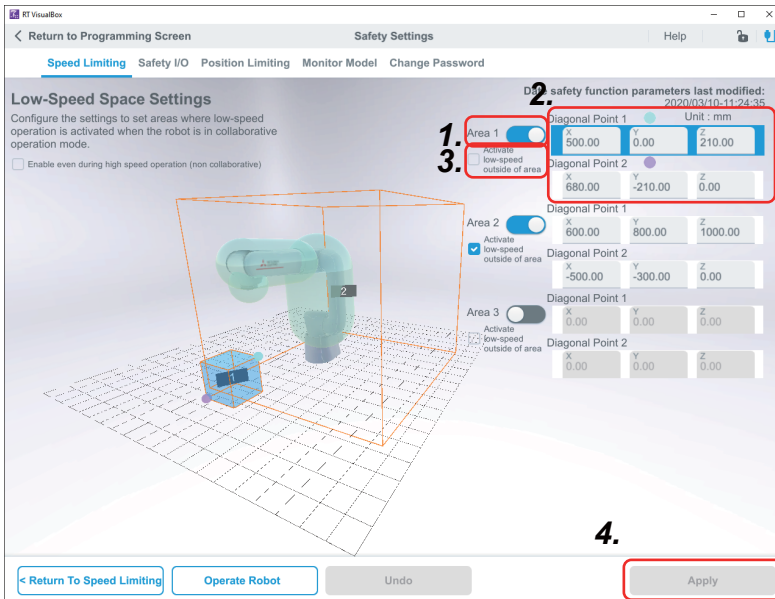 RT VisualBox
Return to Programming Screen
Safety Settings
Help
Speed Limiting
Safety I/O
Position Limiting
Monitor Model
Change Password
Low-Speed Space Settings
Configure the settings to set areas where low-speed
operation is activated when the robot is in collaborative
operation mode.
Enable even during high speed operation (non collaborative)
safety function parameters last modified:
2020/03/10-11:24:35
1.
2.
3.
Area 1
Activate
low-speed
outside of area
Diagonal Point 1
Unit : mm
X
500.00
Y
0.00
Z
210.00
Diagonal Point 2
X
680.00
Y
-210.00
Z
0.00
Area 2
Activate
low-speed
outside of area
Diagonal Point 1
X
600.00
Y
800.00
Z
1000.00
Diagonal Point 2
X
-500.00
Y
-300.00
Z
0.00
Area 3
Activate
low-speed
outside of area
Diagonal Point 1
X
0.00
Y
0.00
Z
0.00
Diagonal Point 2
X
0.00
Y
0.00
Z
0.00
2
1
4.
< Return To Speed Limiting
Operate Robot
Undo
Apply